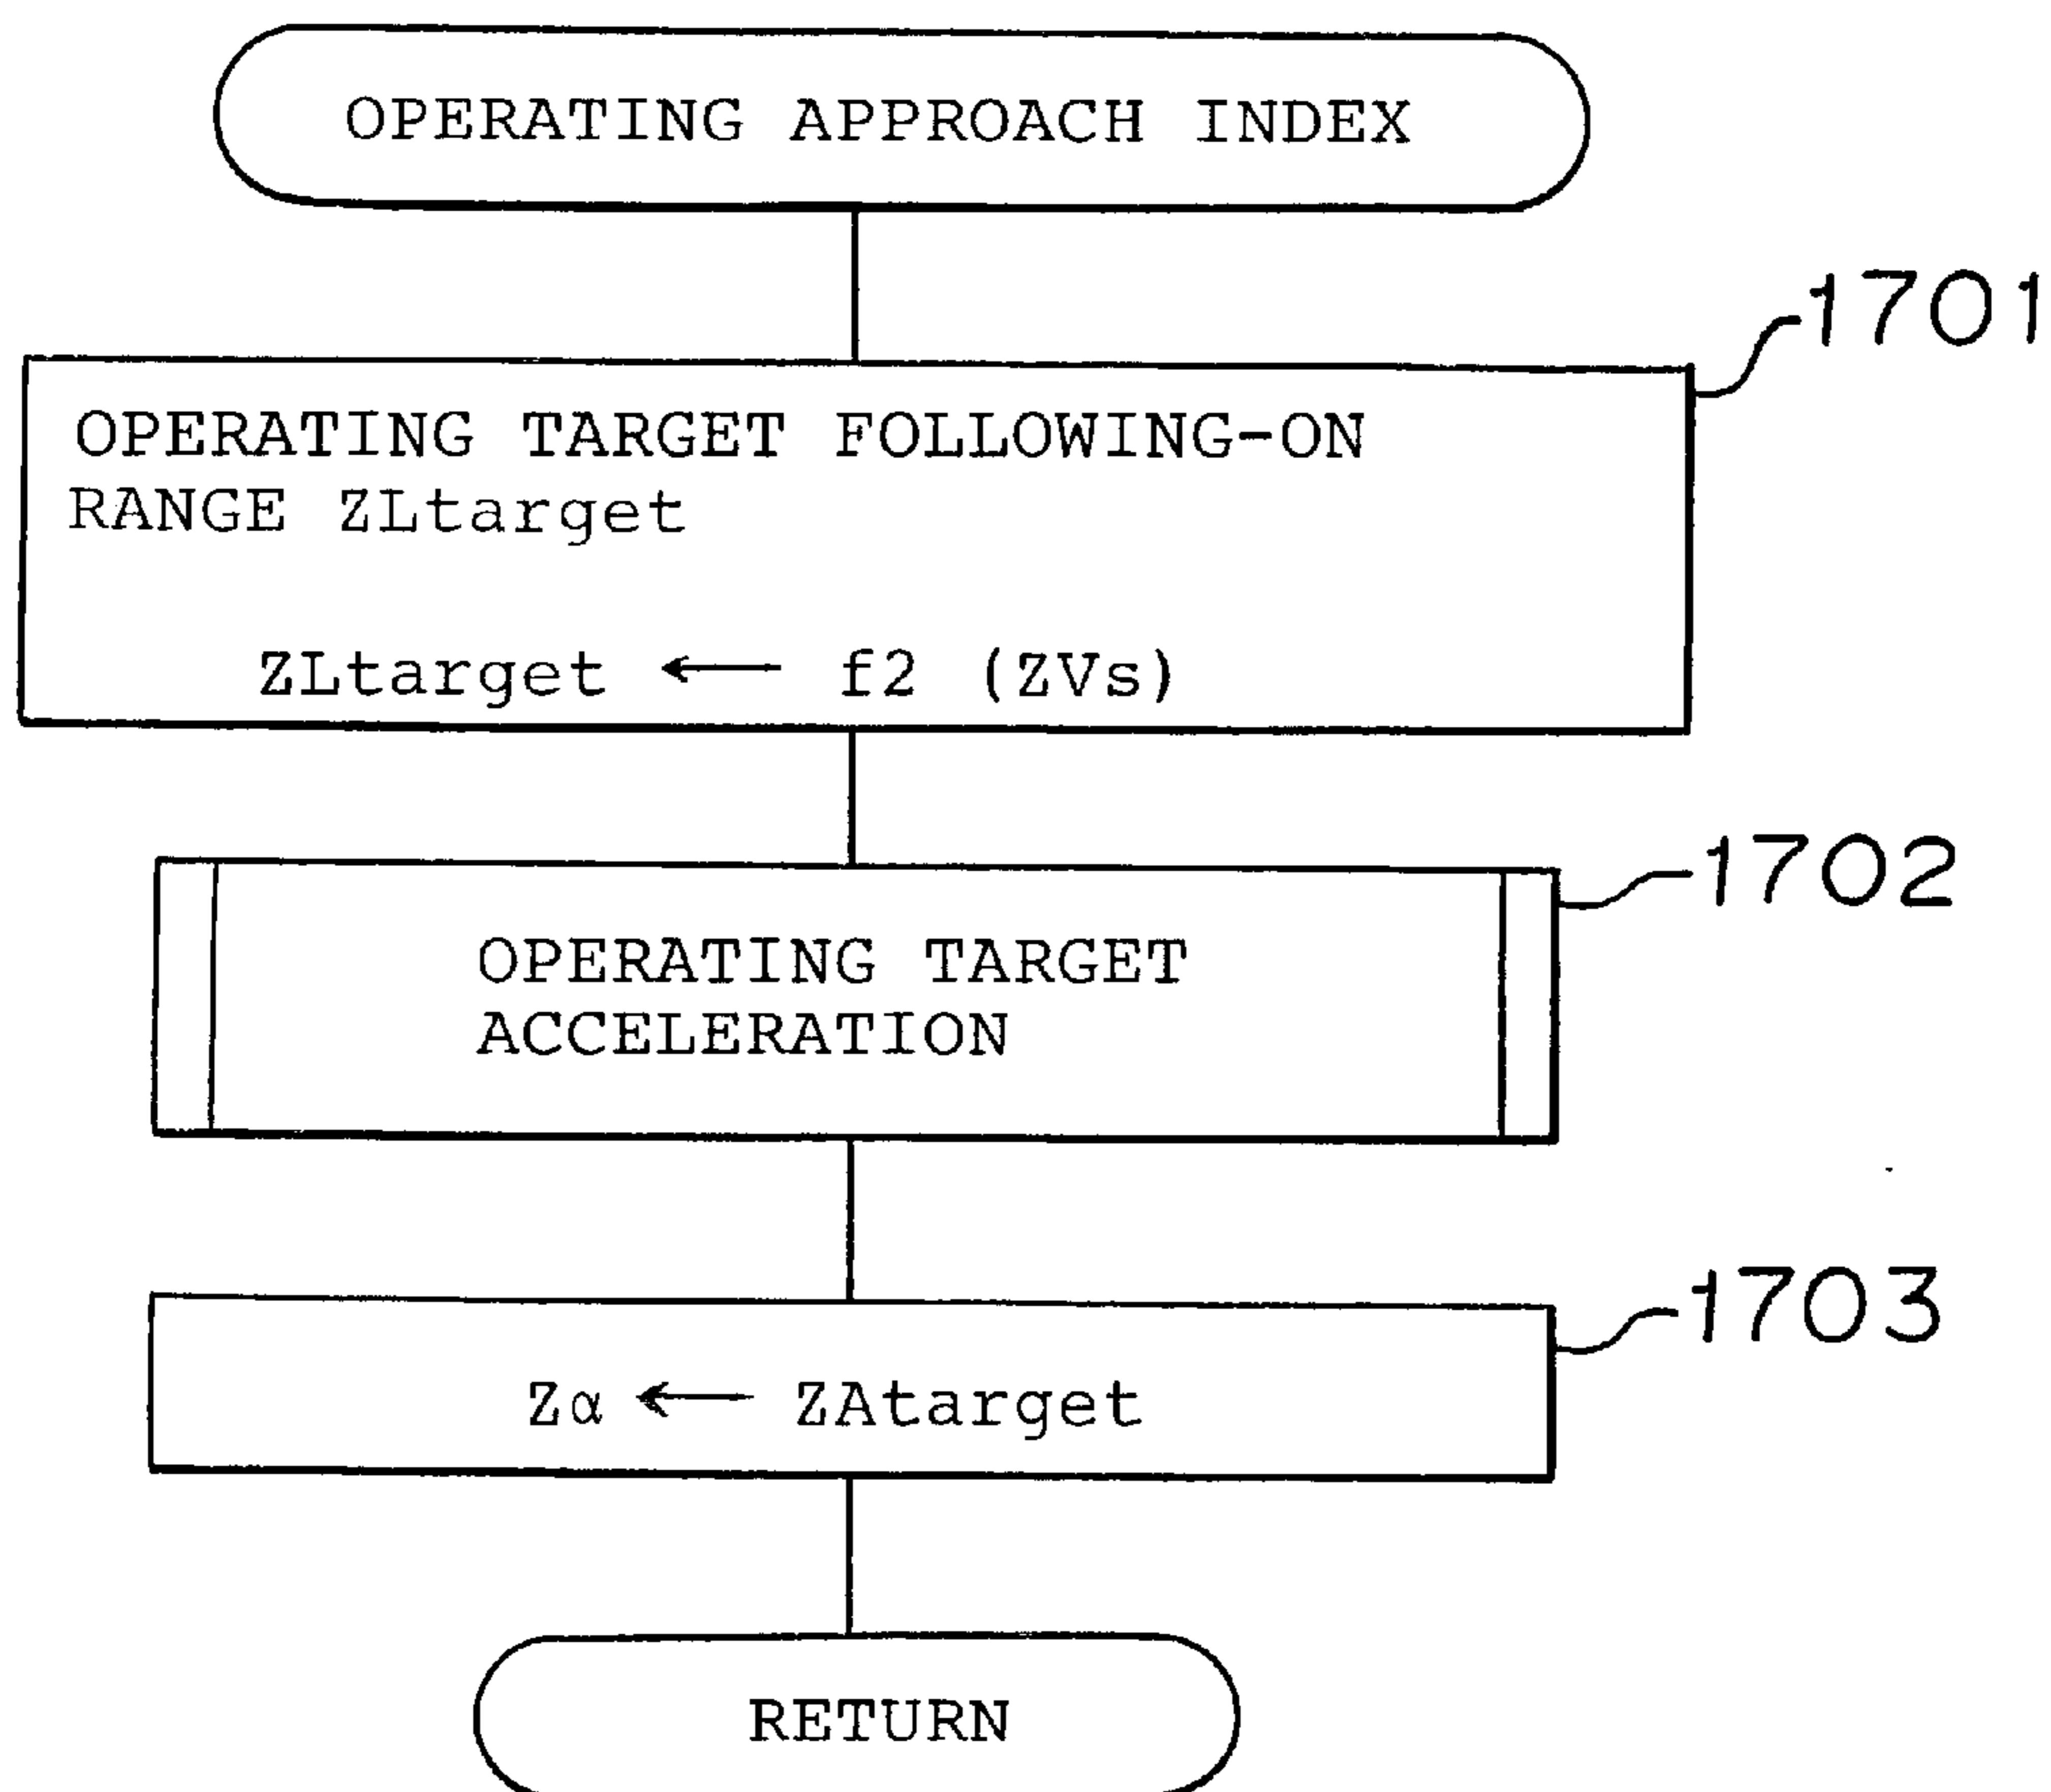 OPERATING APPROACH INDEX
1701
OPERATING TARGET FOLLOWING-ON
RANGE ZLtarget
ZLtarget ← f2 (ZVs)
1702
OPERATING TARGET
ACCELERATION
1703
Zα ← ZAtarget
RETURN